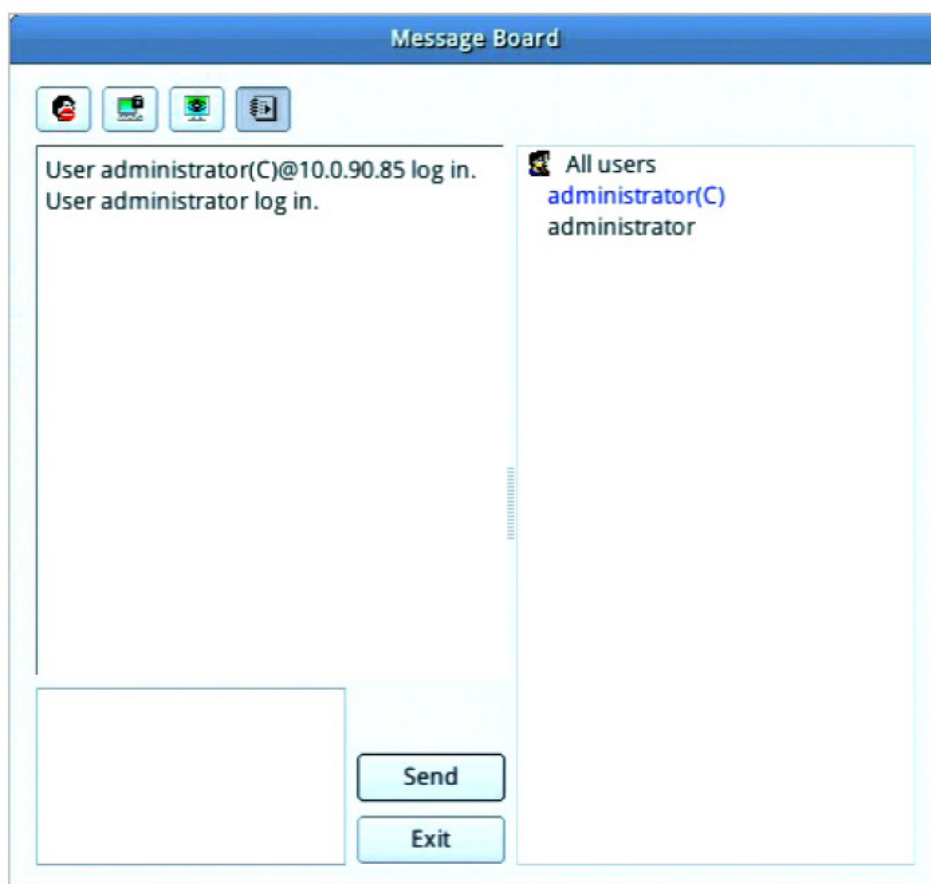 Message Board
User administrator(C)@10.0.90.85 log in.
User administrator log in.
All users
administrator(C)
administrator
Send
Exit